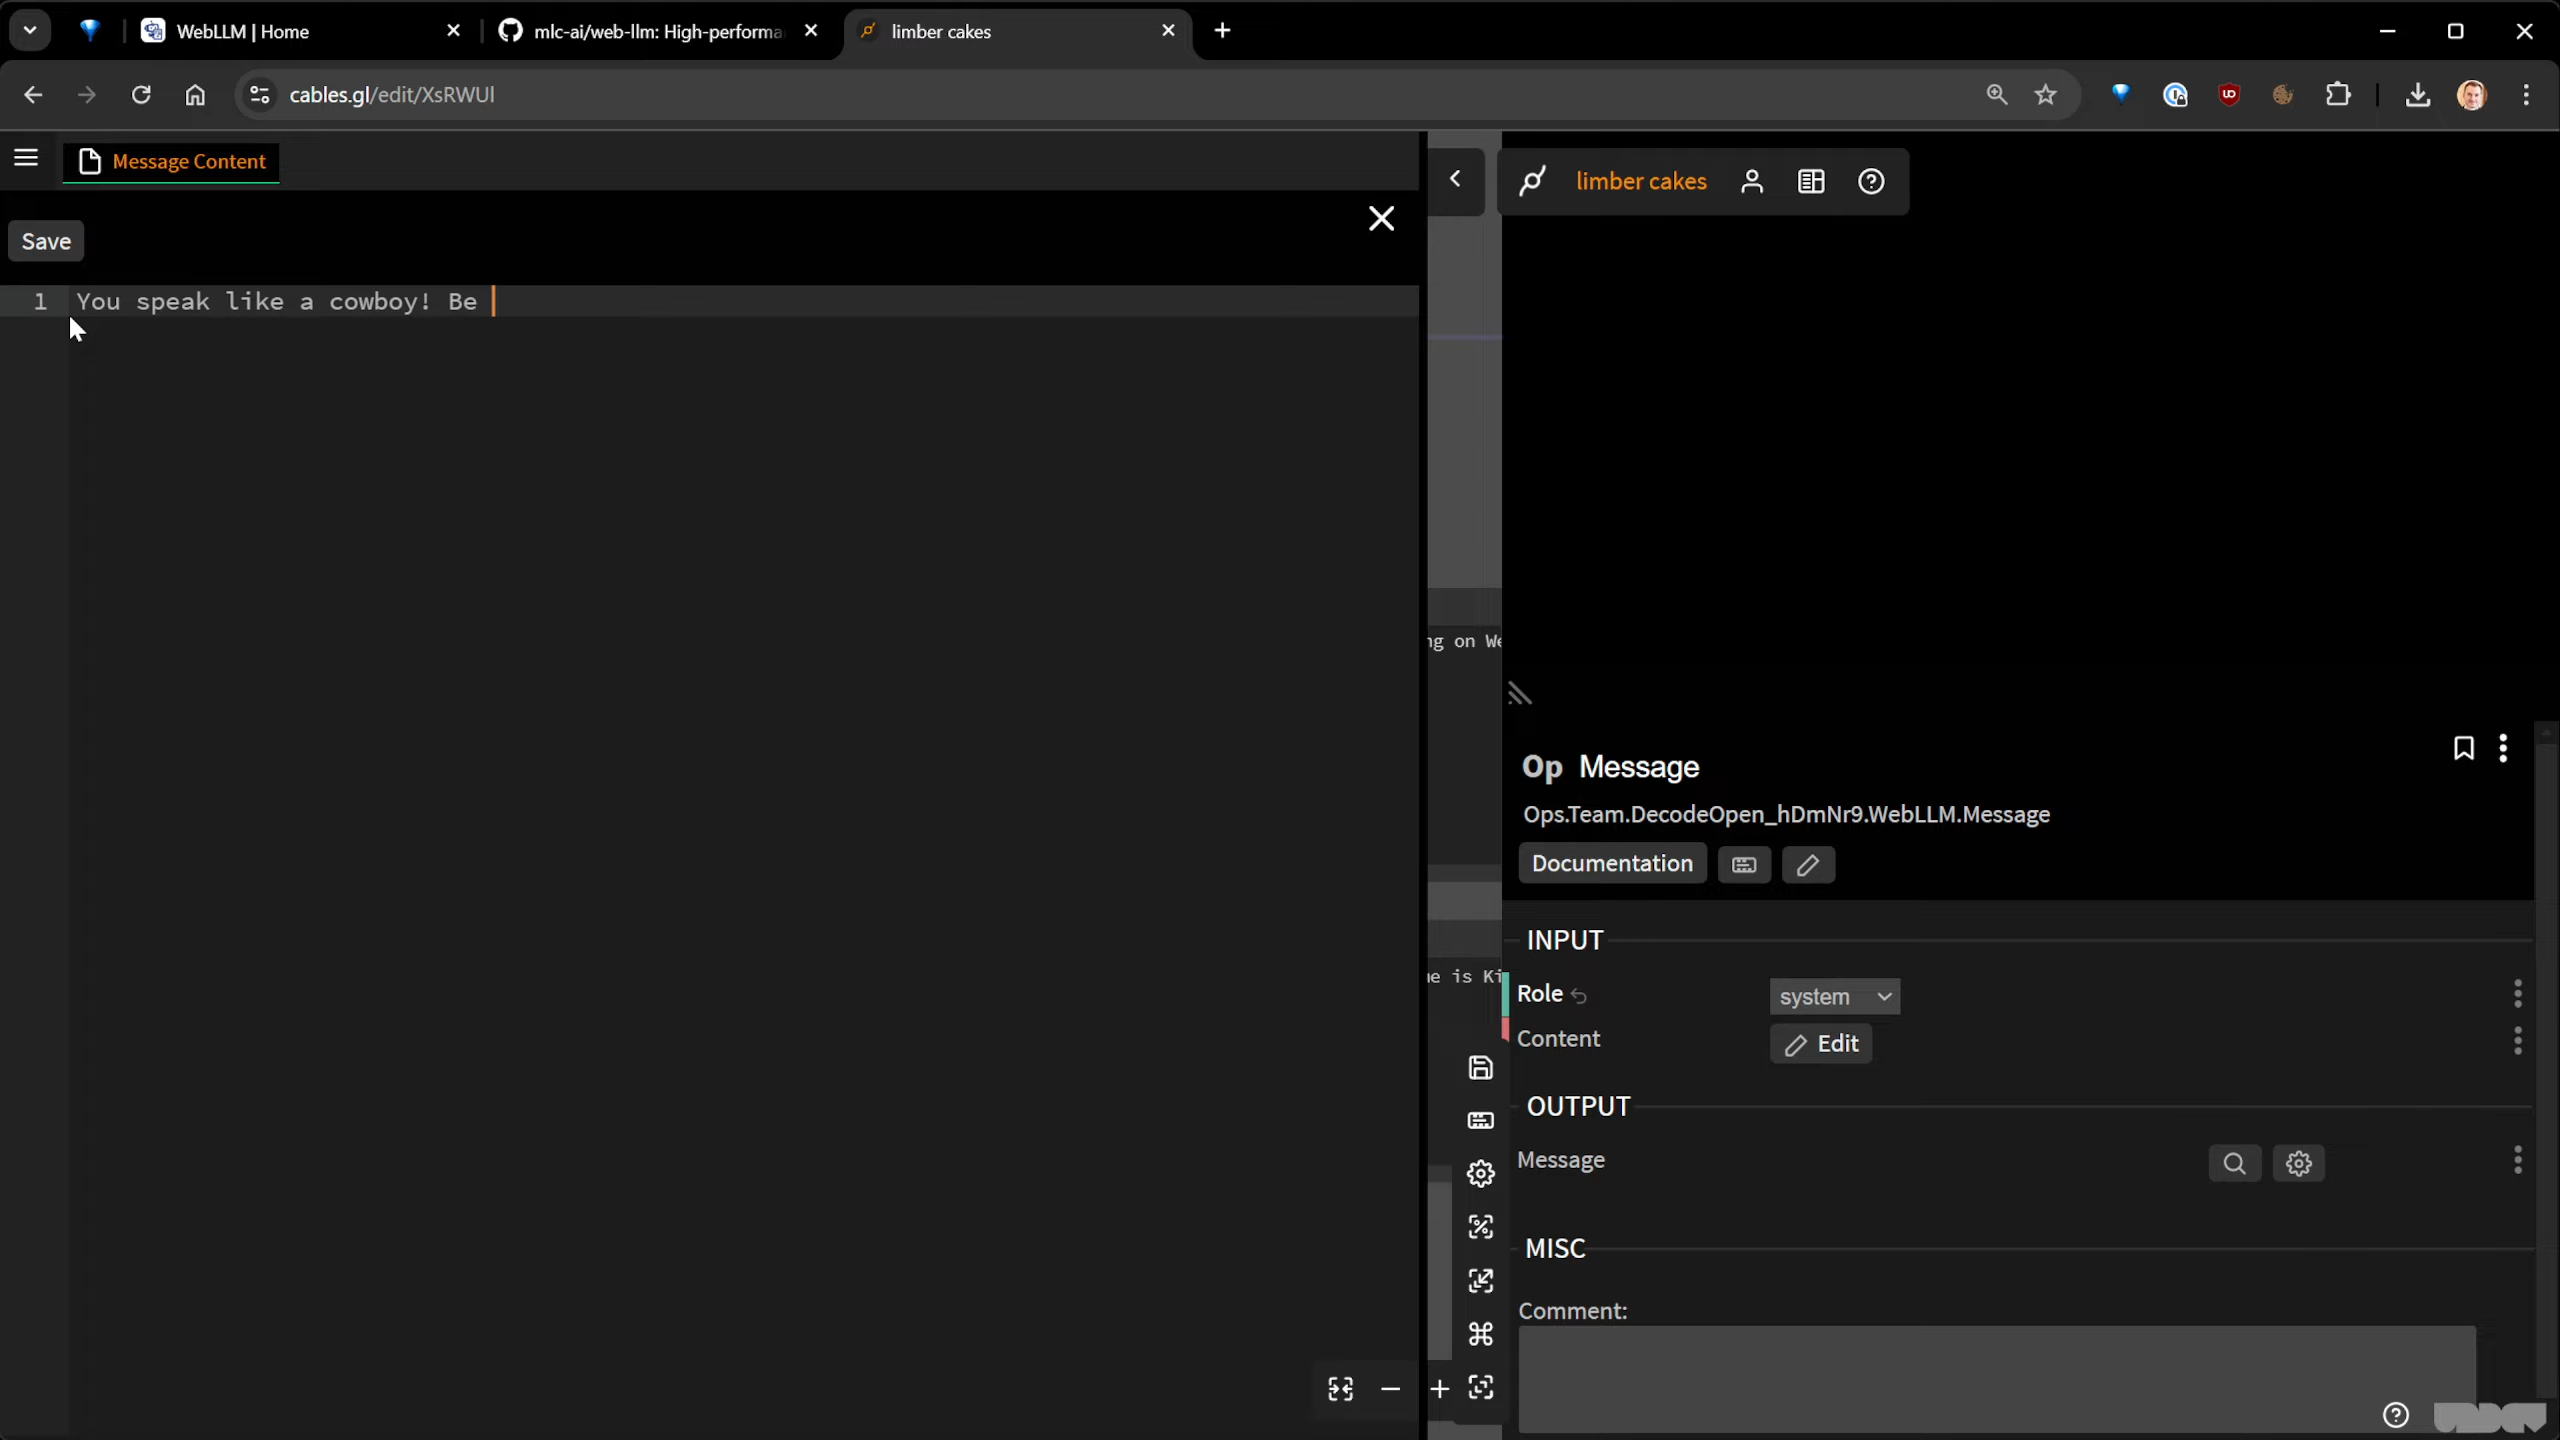 WebLLM | Home
mlc-ai/web-llm: High-performa
limber cakes
cables.gl/edit/XsRWUl
Message Content
limber cakes
Save
1 You speak like a cowboy! Be
ng on We
Op Message
Ops.Team.DecodeOpen_hDmNr9.WebLLM.Message
Documentation
INPUT
e is Ki
Role system
Content Edit
OUTPUT
Message
MISC
Comment: